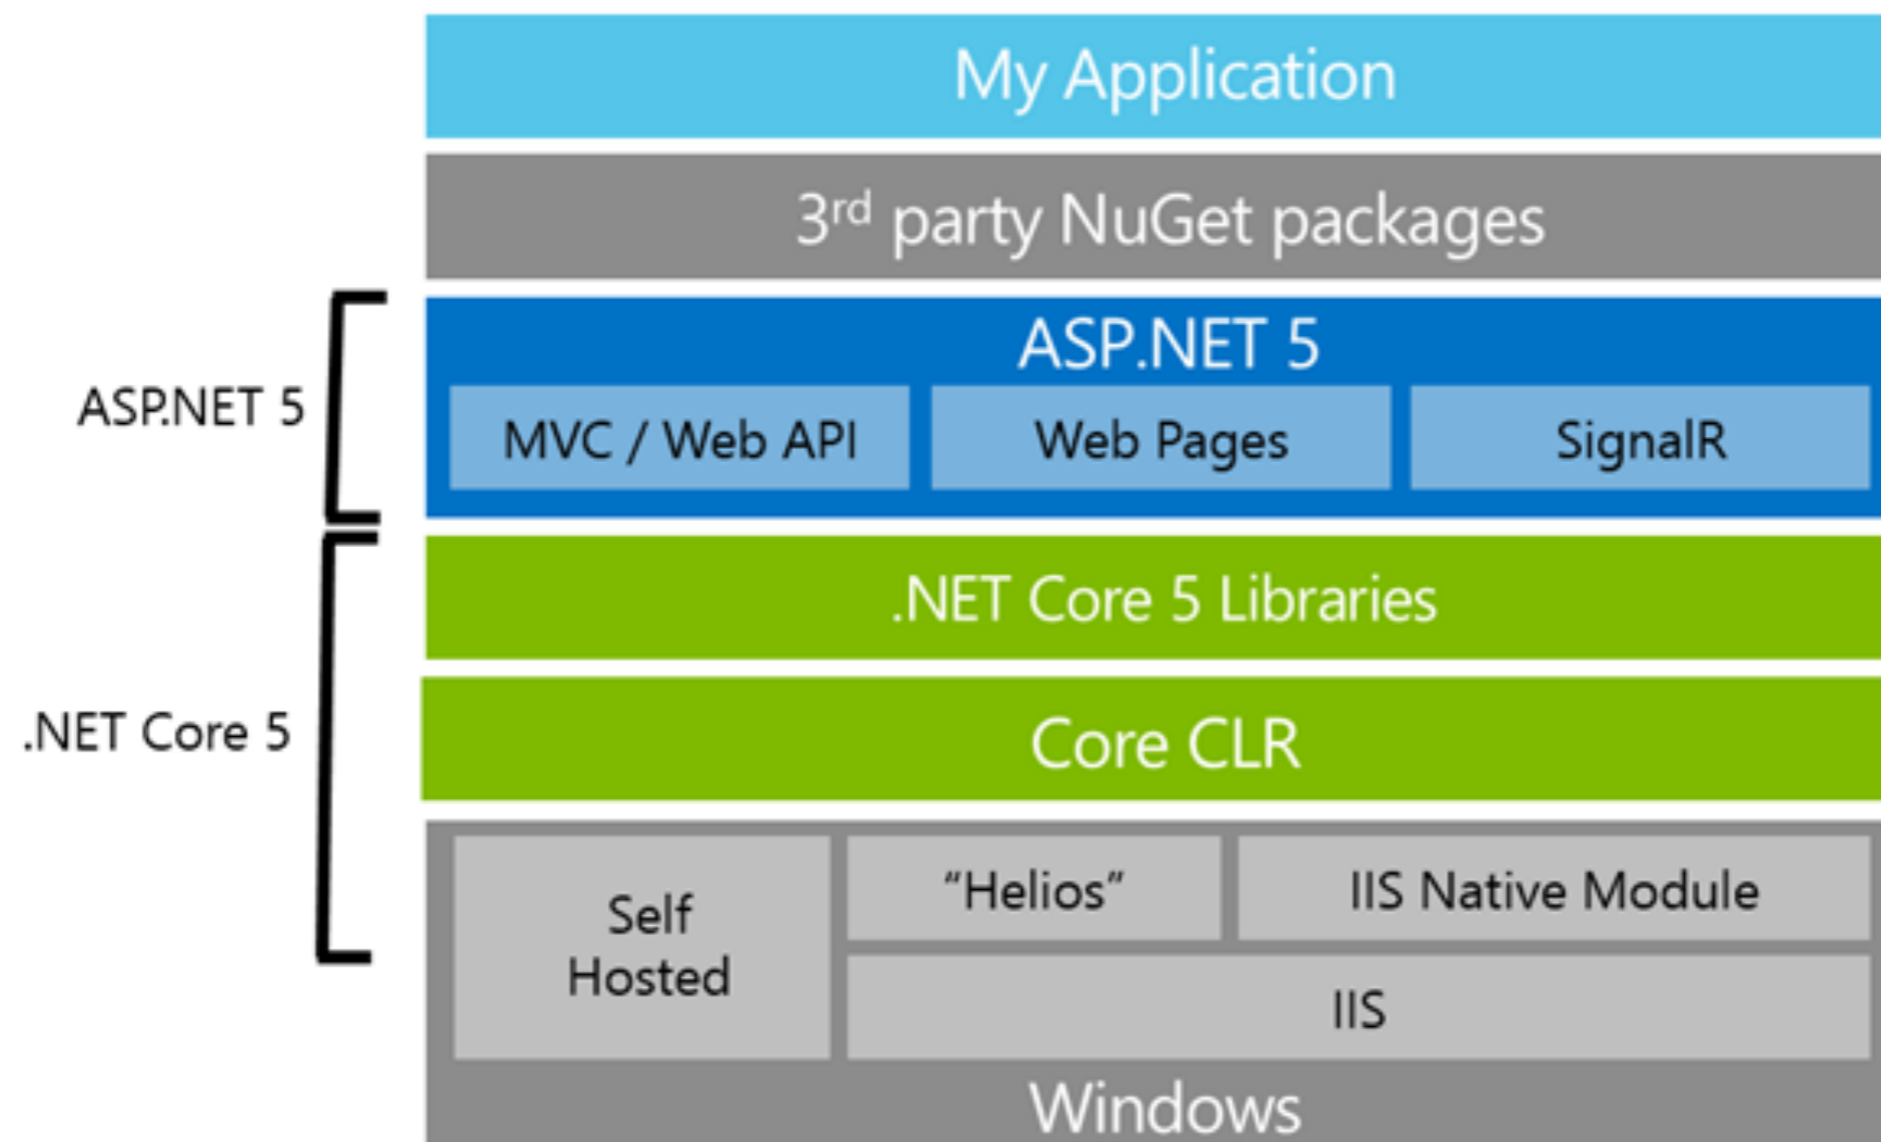 My Application
3rd party NuGet packages
ASP.NET 5
ASP.NET 5
MVC / Web API
Web Pages
SignalR
.NET Core 5 Libraries
.NET Core 5
Core CLR
Self
Hosted
“Helios”
IIS Native Module
IIS
Windows